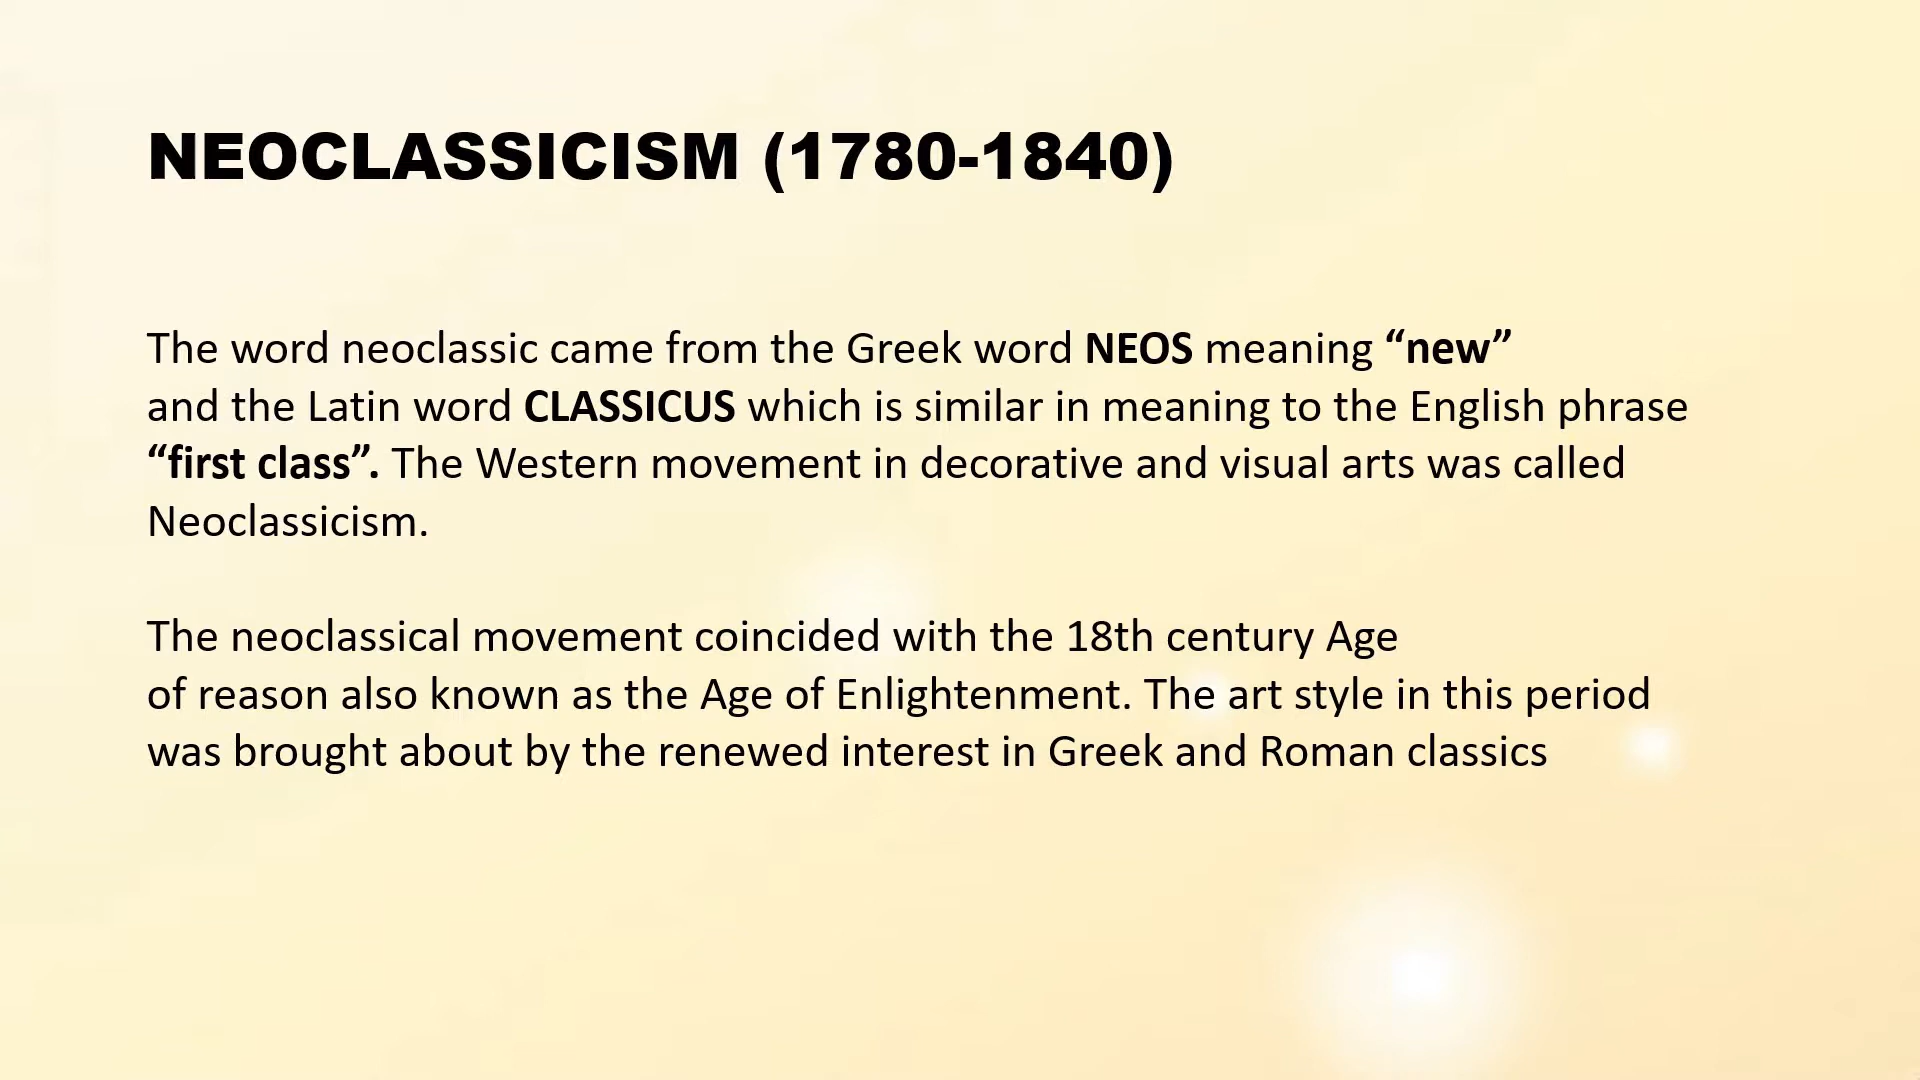 NEOCLASSICISM (1780-1840)
The word neoclassic came from the Greek word NEOS meaning “new”
and the Latin word CLASSICUS which is similar in meaning to the English phrase
“first class”. The Western movement in decorative and visual arts was called
Neoclassicism.
The neoclassical movement coincided with the 18th century Age
of reason also known as the Age of Enlightenment. The art style in this period
was brought about by the renewed interest in Greek and Roman classics